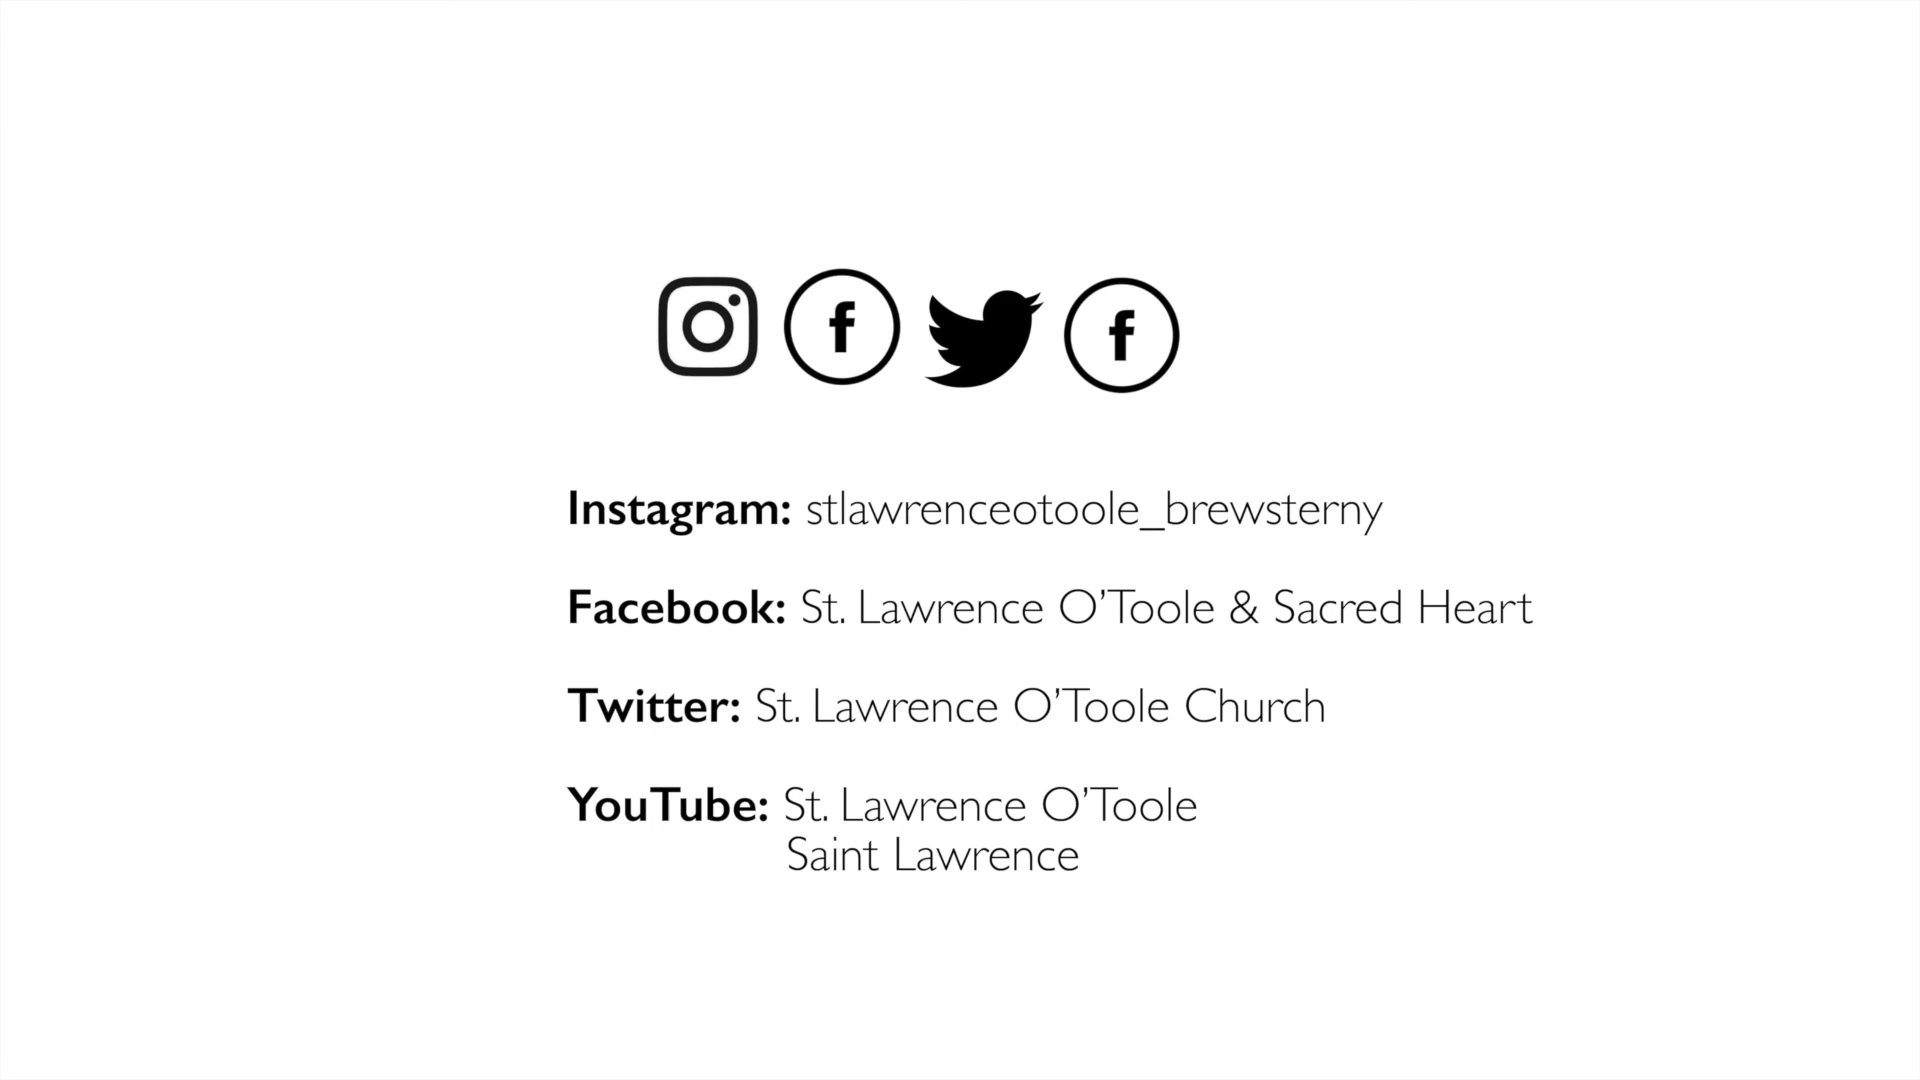 Instagram: stlawrenceotoole_brewsterny
Facebook: St. Lawrence O’Toole & Sacred Heart
Twitter: St. Lawrence O’Toole Church
YouTube: St. Lawrence O’Toole
Saint Lawrence